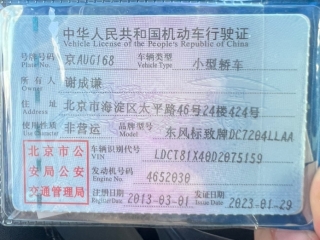 中华人民共和国机动车行驶证
Vehicle License of the People's Republic of China
号牌号码 京AUG168 车辆类型 小型轿车
Plate No. Vehicle Type
所有人 谢成谦
Owner
住址 北京市海淀区太平路46号24楼424号
Address
使用性质 非营运 品牌型号 东风标致牌DC7204LLAA
Use Character Model
北京市公安局公安交通管理局
车辆识别代号 LDCT81X40D2075159
VIN
发动机号码 4652030
Engine No.
注册日期 2013-03-01 发证日期 2023-01-29
Register Date Issue Date